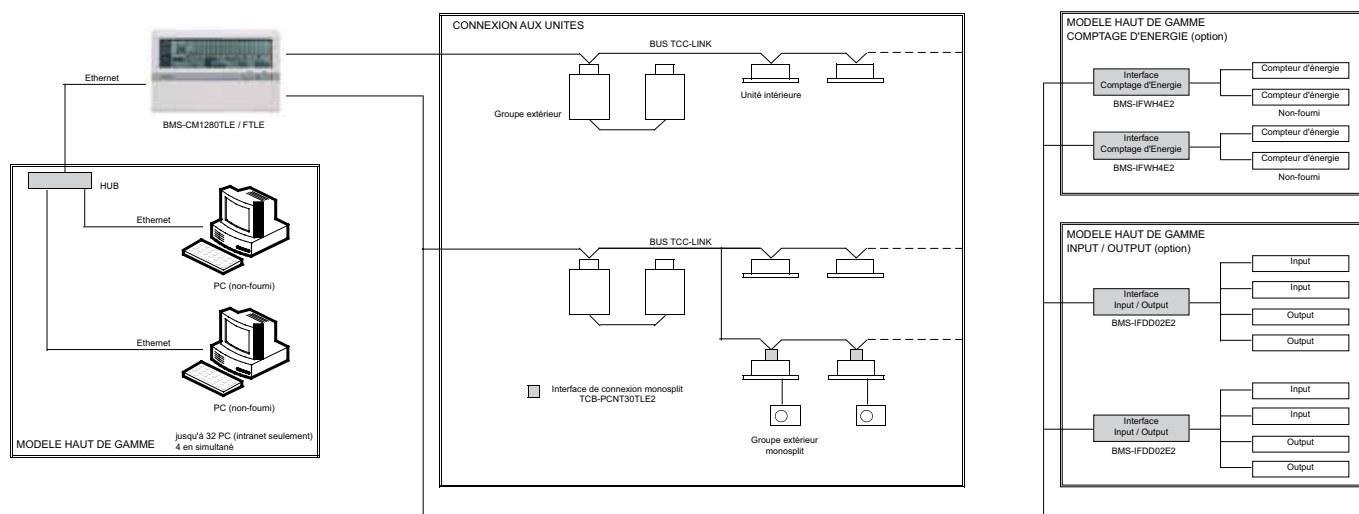 Ethernet
BMS-CM1280TLE / FTLE
HUB
Ethernet
PC (non-fourni)
Ethernet
PC (non-fourni)
MODELE HAUT DE GAMME
jusqu'à 32 PC (intranet seulement)
4 en simultané
CONNEXION AUX UNITES
BUS TCC-LINK
Unité intérieure
Groupe extérieur
BUS TCC-LINK
Interface de connexion monosplit
TCB-PCNT30TLE2
Groupe extérieur
monosplit
MODELE HAUT DE GAMME
COMPTAGE D'ENERGIE (option)
Interface
Comptage d'Energie
BMS-IFWH4E2
Compteur d'énergie
Compteur d'énergie
Non-fourni
Interface
Comptage d'Energie
BMS-IFWH4E2
Compteur d'énergie
Compteur d'énergie
Non-fourni
MODELE HAUT DE GAMME
INPUT / OUTPUT (option)
Interface
Input / Output
BMS-IFDD02E2
Input
Input
Output
Output
Interface
Input / Output
BMS-IFDD02E2
Input
Input
Output
Output